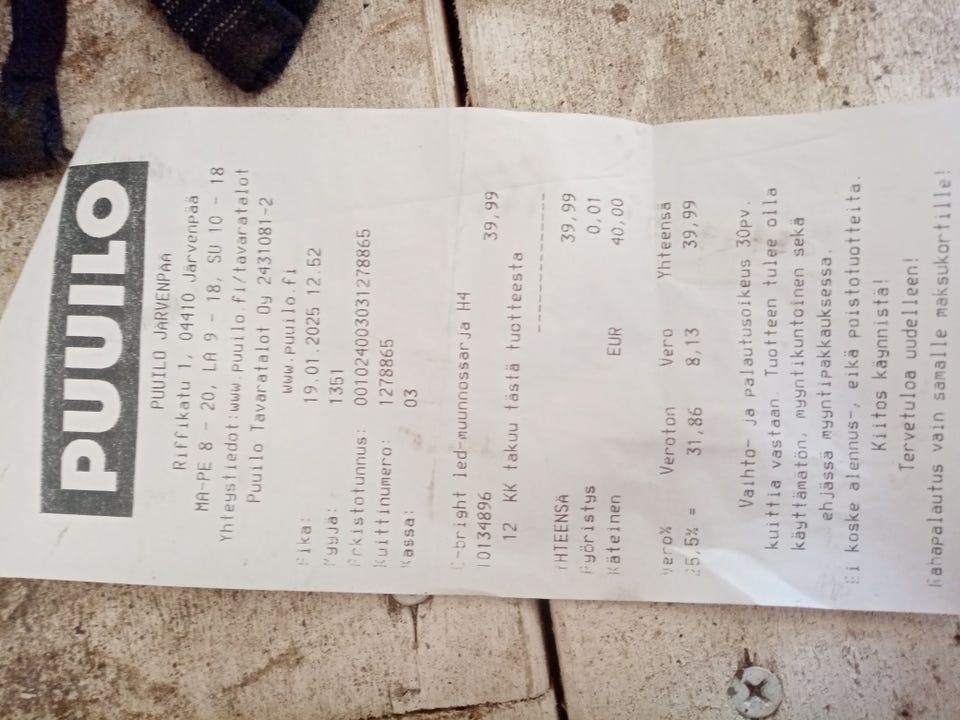 PUUILO
PUUILO JÄRVENPÄÄ
Riffikatu 1, 04410 Järvenpää
MA-PE 8 - 20, LA 9 - 18, SU 10 - 18
Yhteystiedot:www.puuilo.fi/tavaratalot
Puuilo Tavaratalot Oy 2431081-2
www.puuilo.fi
Aika: 19.01.2025 12.52
Myyjä: 1351
Arkistotunnus: 001024003031278865
Kuittinumero: 1278865
Kassa: 03
C-bright led-muunnossarja H4
10134896 39,99
12 KK takuu tästä tuotteesta
YHTEENSÄ 39,99
Pyöristys 0,01
Käteinen EUR 40,00
Vero% Veroton Vero Yhteensä
25,5% = 31,86 8,13 39,99
Vaihto- ja palautusoikeus 30pv.
kuittia vastaan. Tuotteen tulee olla
käyttämätön, myyntikuntoinen sekä
ehjässä myyntipakkauksessa.
Ei koske alennus-, eikä poistotuotteita.
Kiitos käynnistä!
Tervetuloa uudelleen!
Rahapalautus vain samalle maksukortille!